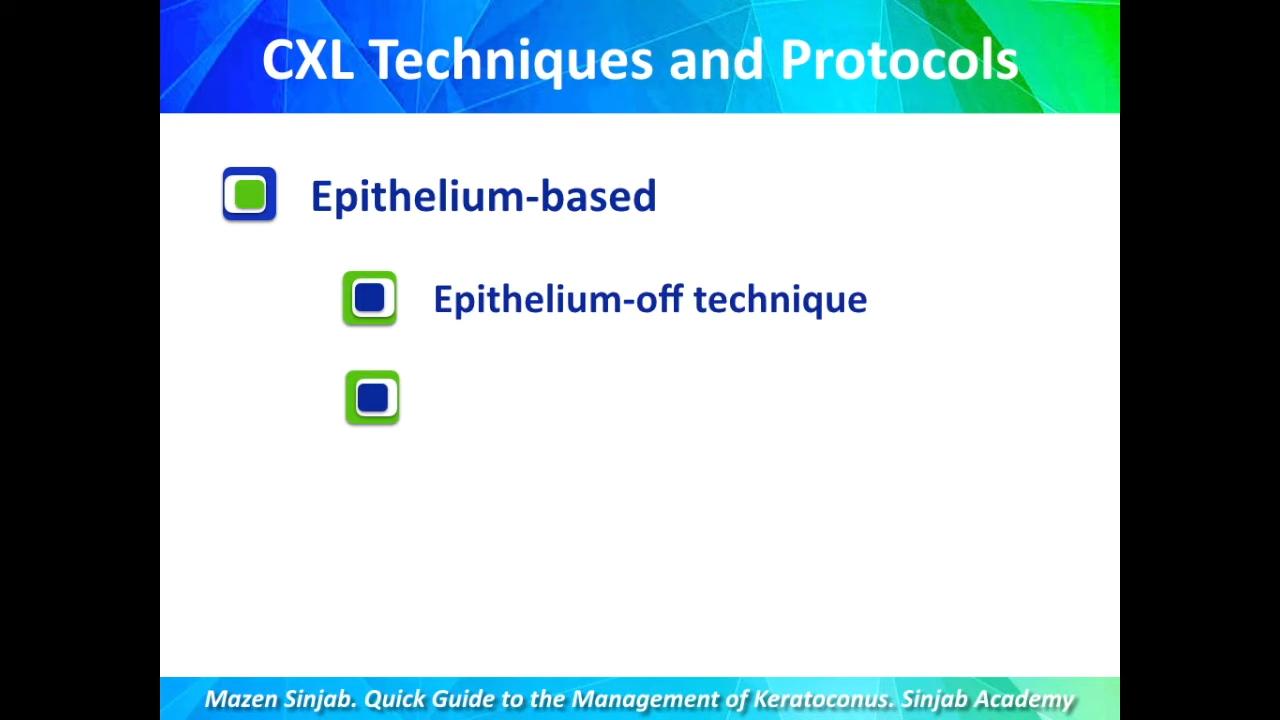 CXL Techniques and Protocols
Epithelium-based
Epithelium-off technique
Mazen Sinjab. Quick Guide to the Management of Keratoconus. Sinjab Academy